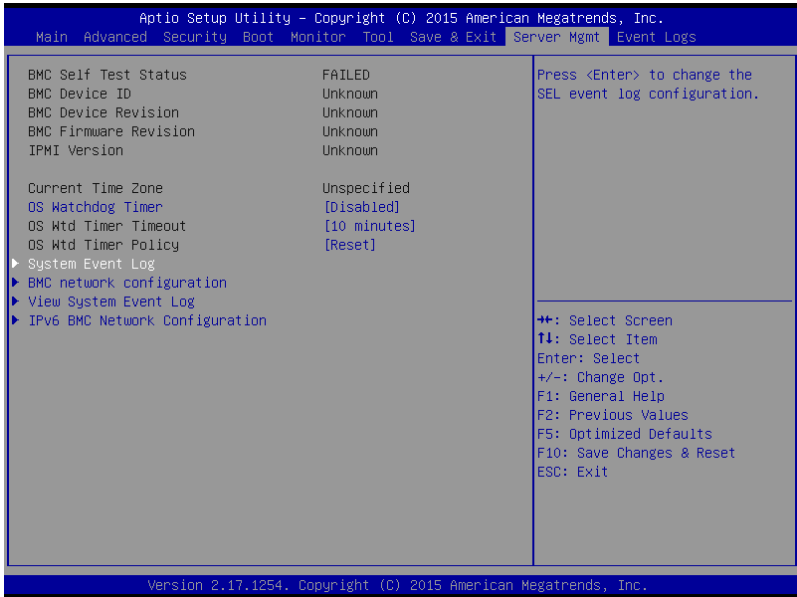 Aptio Setup Utility – Copyright (C) 2015 American Megatrends, Inc.
Main Advanced Security Boot Monitor Tool Save & Exit Server Mgmt Event Logs
BMC Self Test Status FAILED
BMC Device ID Unknown
BMC Device Revision Unknown
BMC Firmware Revision Unknown
IPMI Version Unknown
Current Time Zone Unspecified
OS Watchdog Timer [Disabled]
OS Wtd Timer Timeout [10 minutes]
OS Wtd Timer Policy [Reset]
System Event Log
BMC network configuration
View System Event Log
IPv6 BMC Network Configuration
Press <Enter> to change the
SEL event log configuration.
→←: Select Screen
↑↓: Select Item
Enter: Select
+/-: Change Opt.
F1: General Help
F2: Previous Values
F5: Optimized Defaults
F10: Save Changes & Reset
ESC: Exit
Version 2.17.1254. Copyright (C) 2015 American Megatrends, Inc.